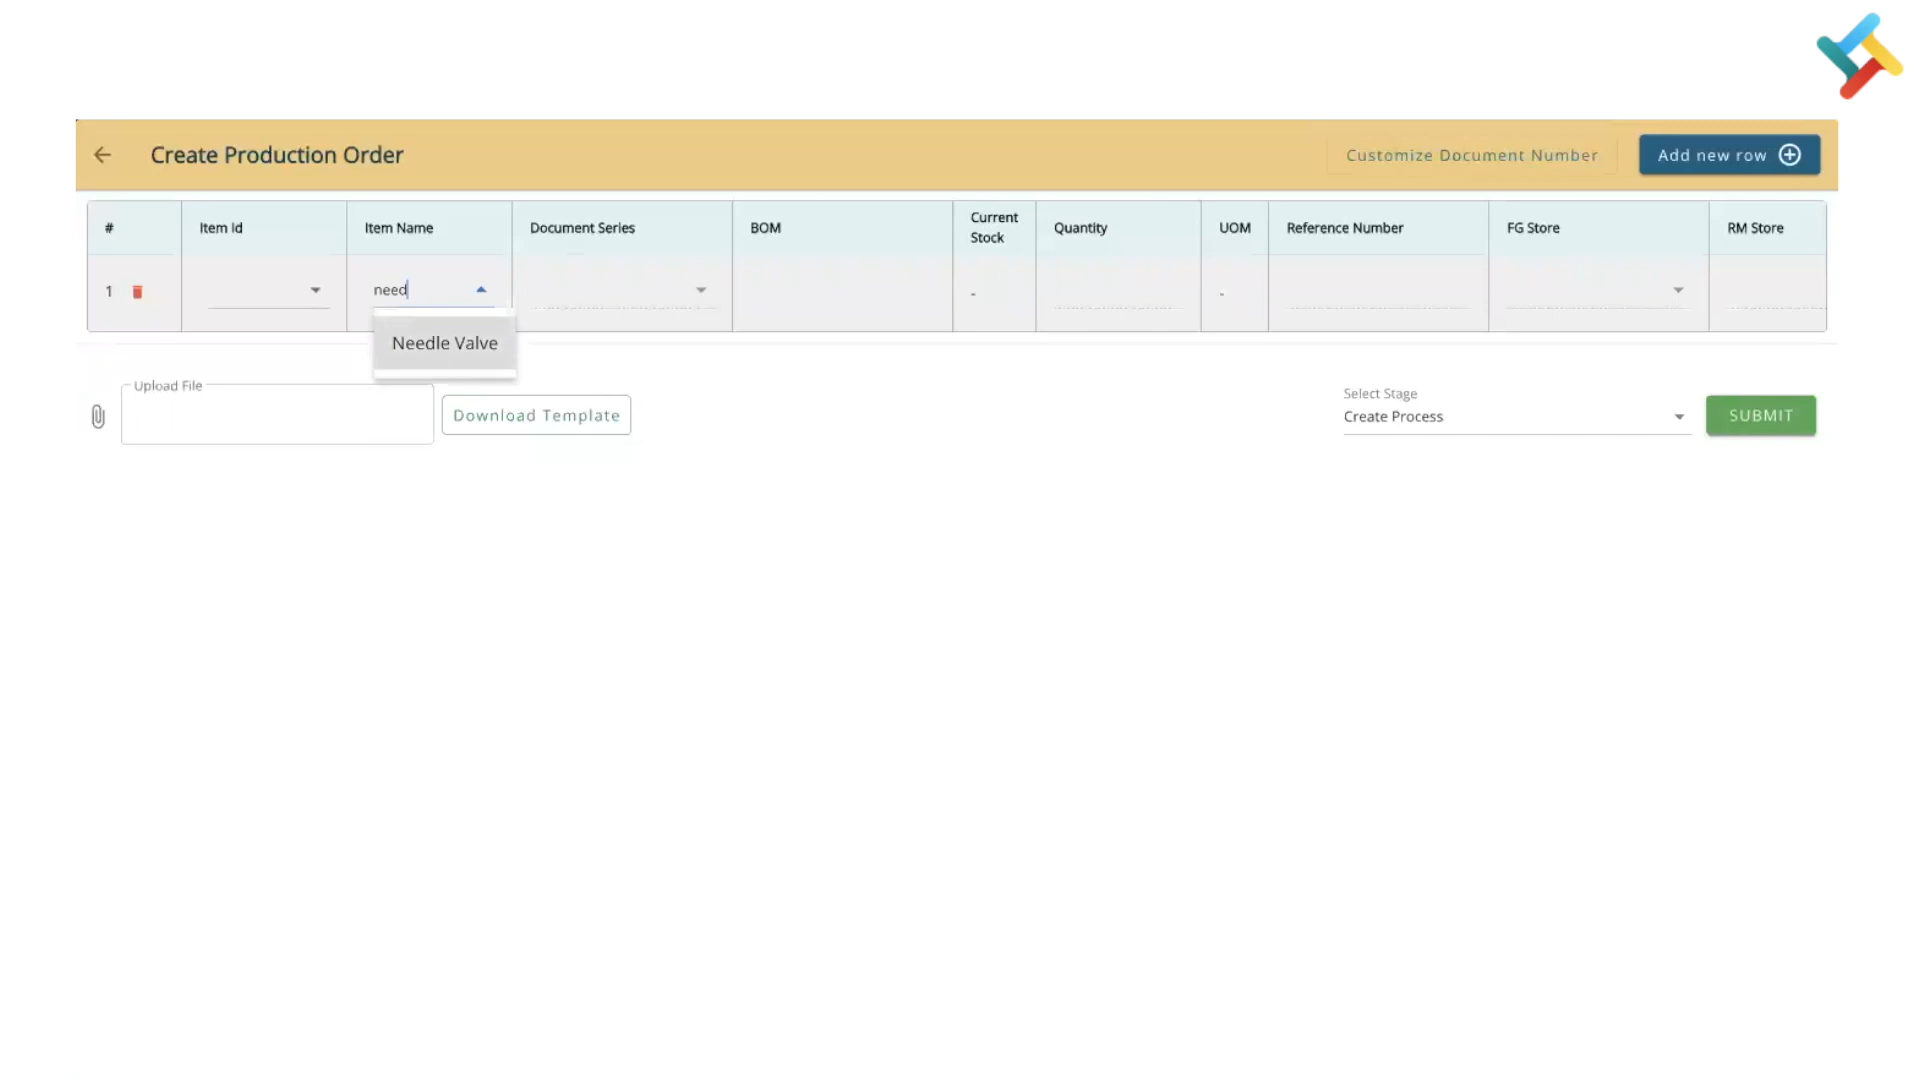 Create Production Order
Customize Document Number
Add new row
# Item Id Item Name Document Series BOM Current Stock Quantity UOM Reference Number FG Store RM Store
1 need - -
Needle Valve
Upload File
Download Template
Select Stage
Create Process
SUBMIT